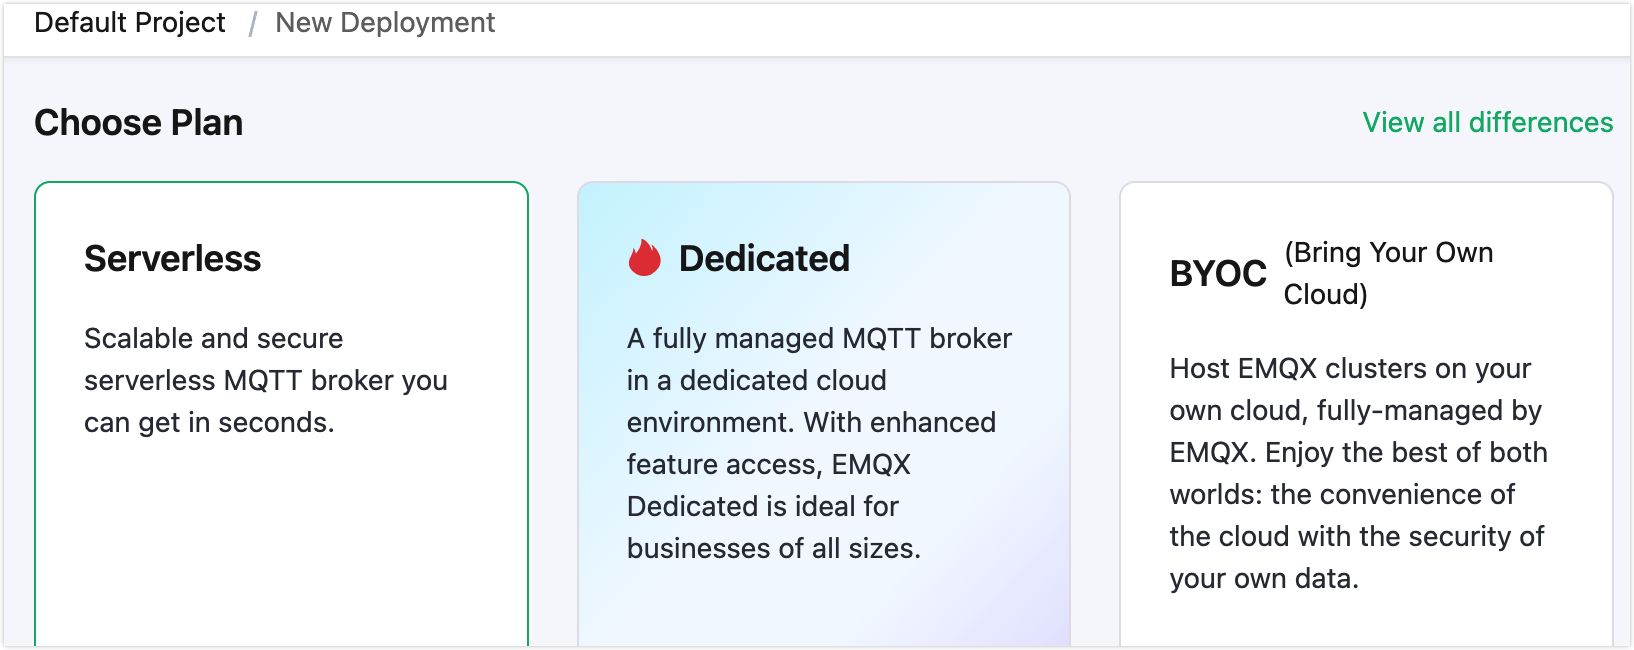 Default Project / New Deployment
Choose Plan
View all differences
Serverless
Scalable and secure
serverless MQTT broker you
can get in seconds.
Dedicated
A fully managed MQTT broker
in a dedicated cloud
environment. With enhanced
feature access, EMQX
Dedicated is ideal for
businesses of all sizes.
BYOC (Bring Your Own
Cloud)
Host EMQX clusters on your
own cloud, fully-managed by
EMQX. Enjoy the best of both
worlds: the convenience of
the cloud with the security of
your own data.